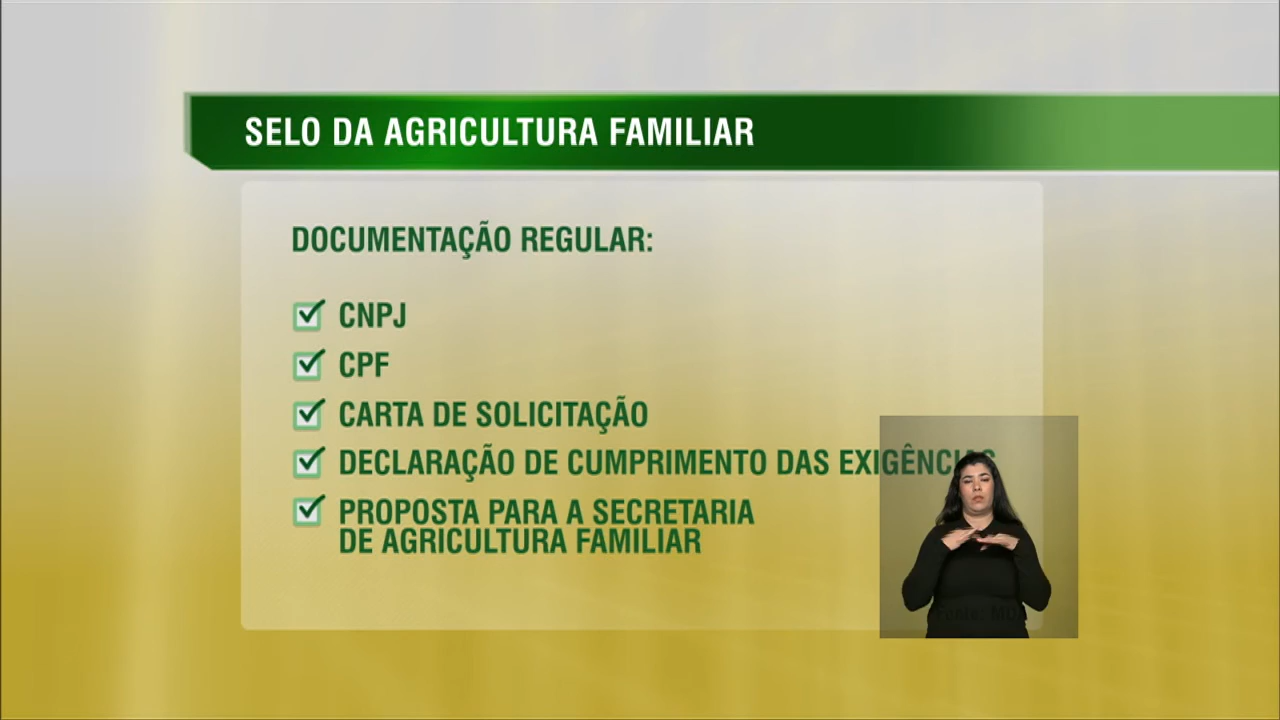 SELO DA AGRICULTURA FAMILIAR
DOCUMENTAÇÃO REGULAR:
CNPJ
CPF
CARTA DE SOLICITAÇÃO
DECLARAÇÃO DE CUMPRIMENTO DAS EXIGÊNCIAS
PROPOSTA PARA A SECRETARIA
DE AGRICULTURA FAMILIAR
Fonte: